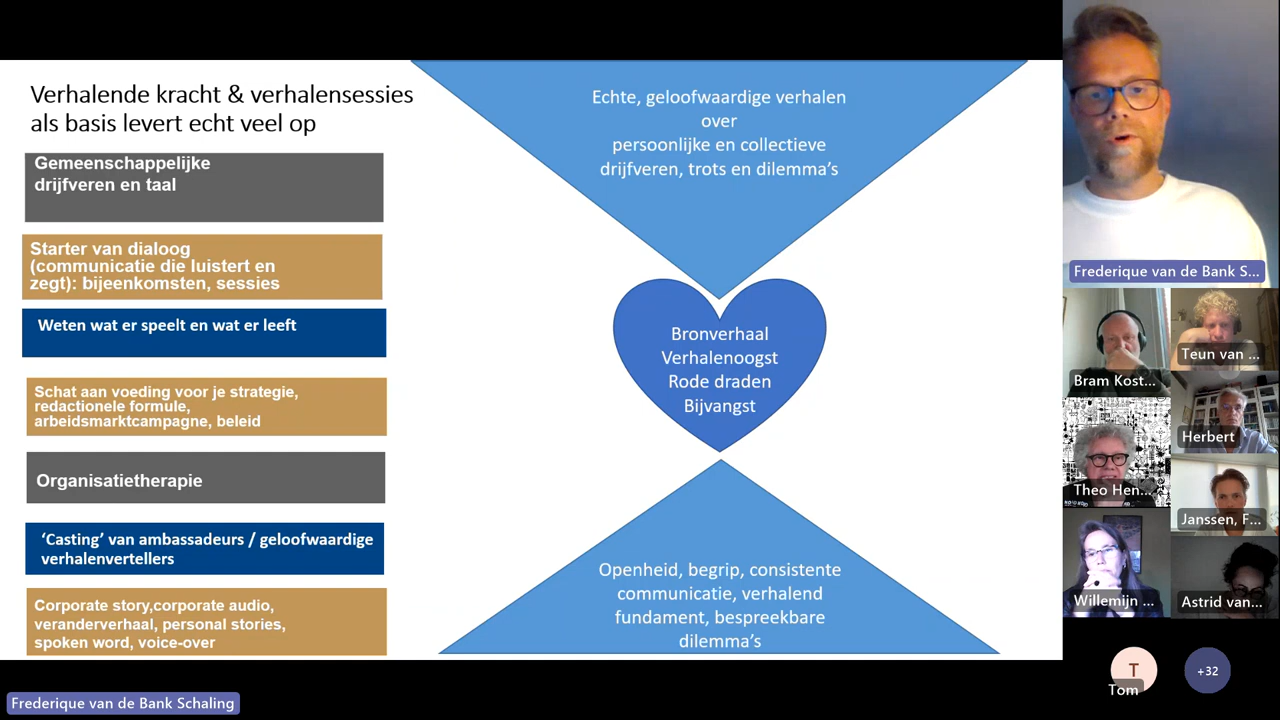 Verhalende kracht & verhalensessies
als basis levert echt veel op
Gemeenschappelijke
drijfveren en taal
Starter van dialoog
(communicatie die luistert en
zegt): bijeenkomsten, sessies
Weten wat er speelt en wat er leeft
Schat aan voeding voor je strategie,
redactionele formule,
arbeidsmarktcampagne, beleid
Organisatietherapie
‘Casting’ van ambassadeurs / geloofwaardige
verhalenvertellers
Corporate story,corporate audio,
veranderverhaal, personal stories,
spoken word, voice-over
Echte, geloofwaardige verhalen
over
persoonlijke en collectieve
drijfveren, trots en dilemma’s
Bronverhaal
Verhalenoogst
Rode draden
Bijvangst
Openheid, begrip, consistente
communicatie, verhalend
fundament, bespreekbare
dilemma’s
Frederique van de Bank S...
Bram Kost...
Teun van ...
Theo Hen...
Herbert
Janssen, F...
Willemijn ...
Astrid van...
T
Tom
+32
Frederique van de Bank Schaling